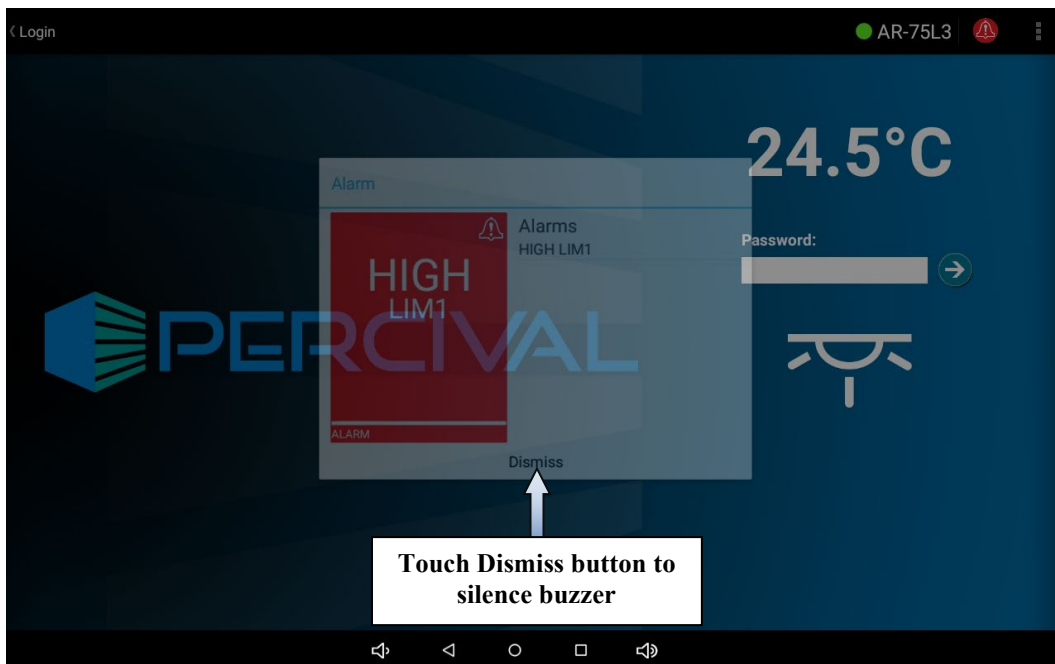 Login
AR-75L3
24.5°C
Alarm
Alarms
HIGH LIM1
HIGH
LIM1
ALARM
Dismiss
Password:
PERCIVAL
Touch Dismiss button to
silence buzzer